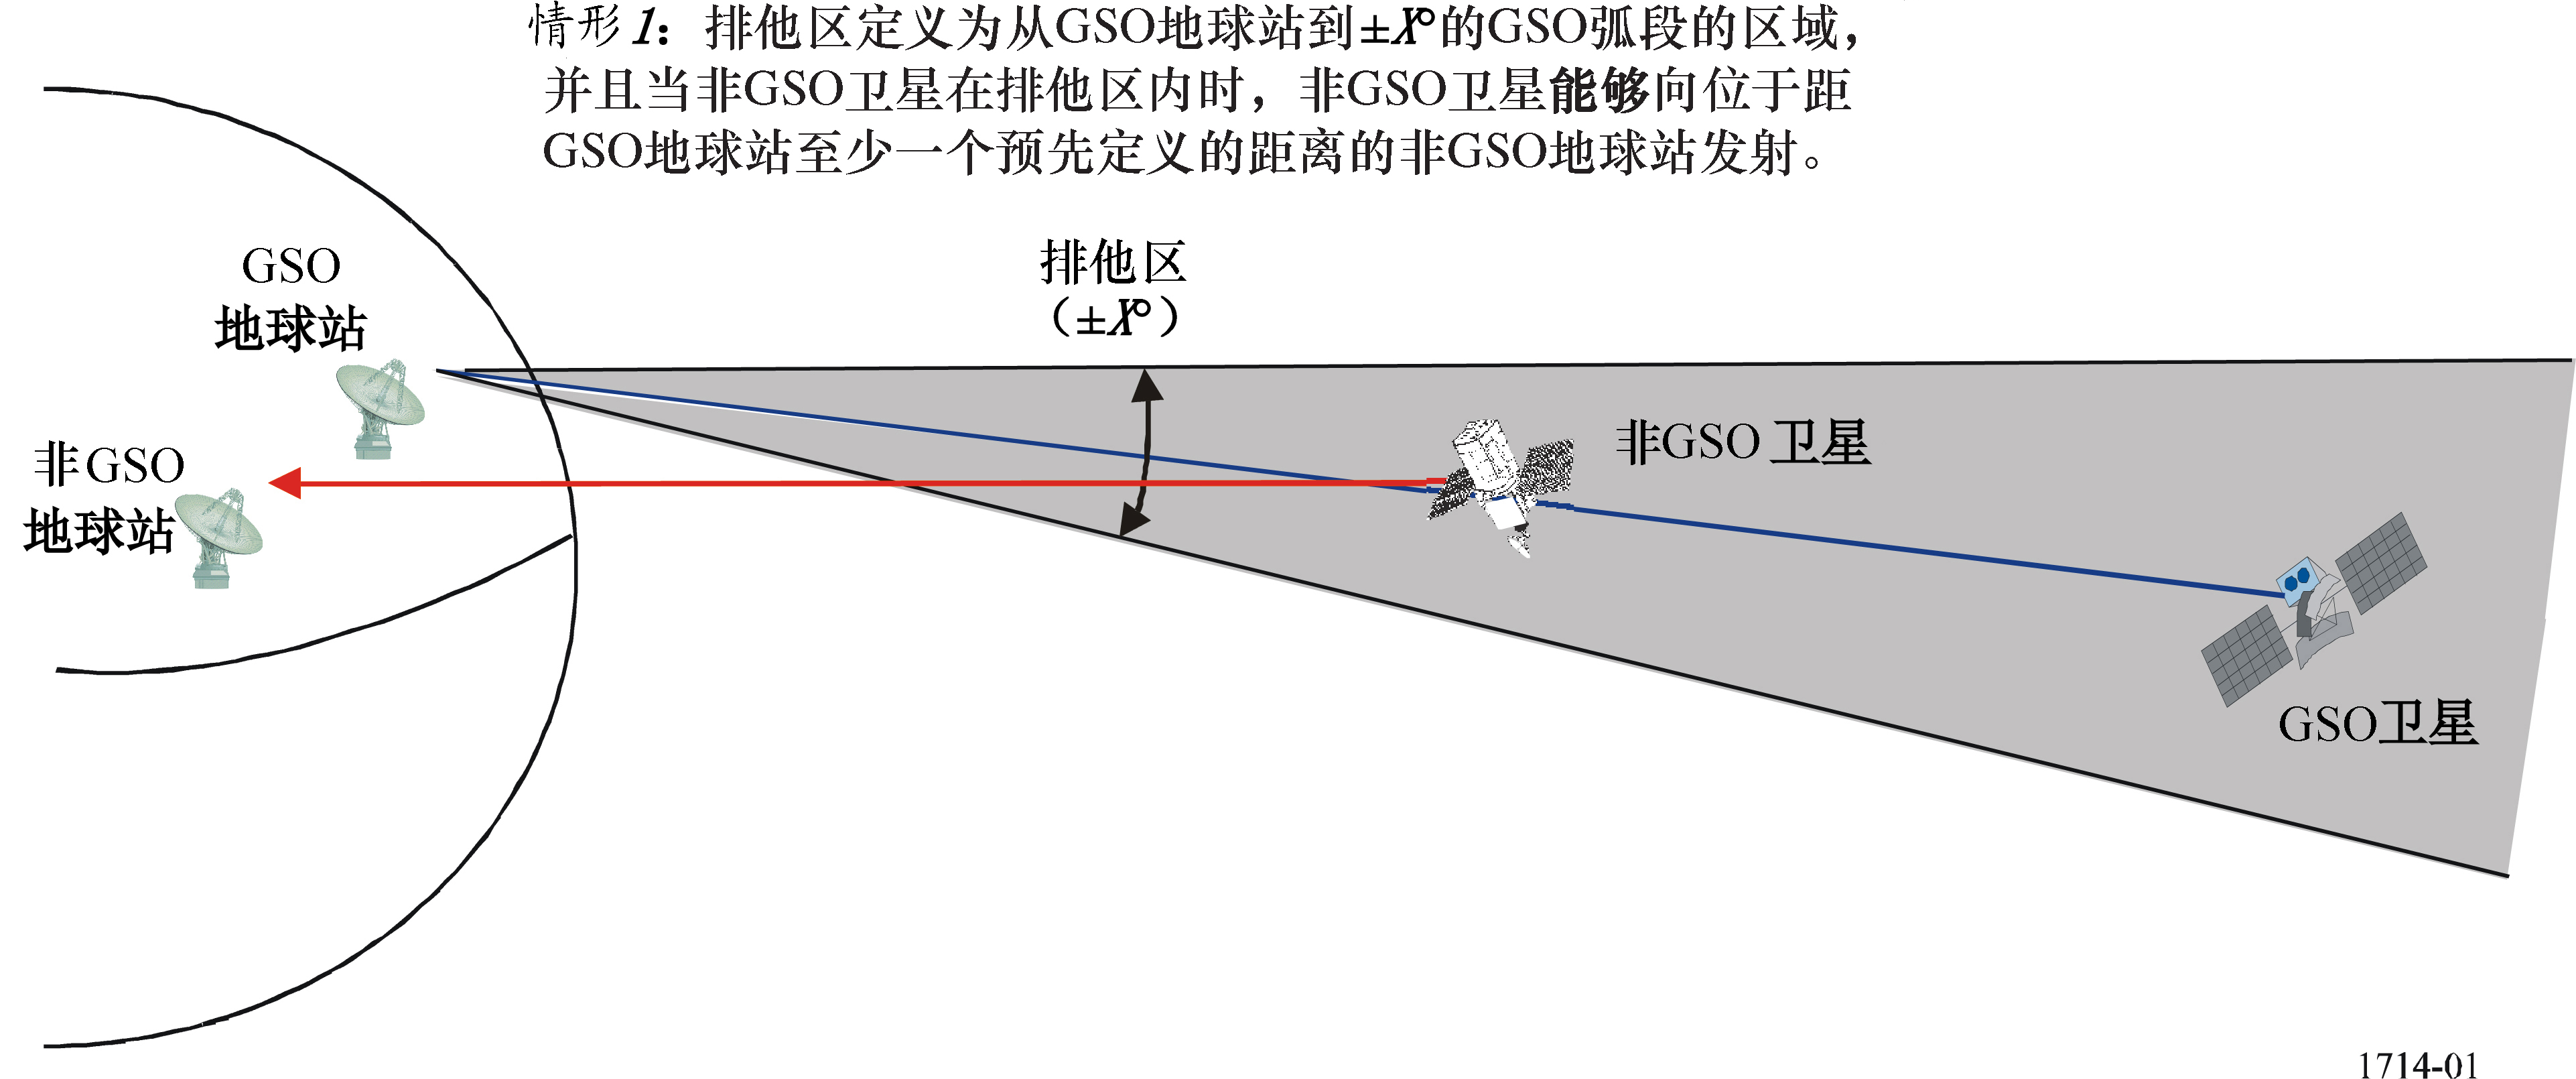 情形1：排他区定义为从GSO地球站到±X°的GSO弧段的区域，
并且当非GSO卫星在排他区内时，非GSO卫星能够向位于距
GSO地球站至少一个预先定义的距离的非GSO地球站发射。
排他区
（±X°）
GSO
地球站
非GSO
地球站
非GSO 卫星
GSO卫星
1714-01